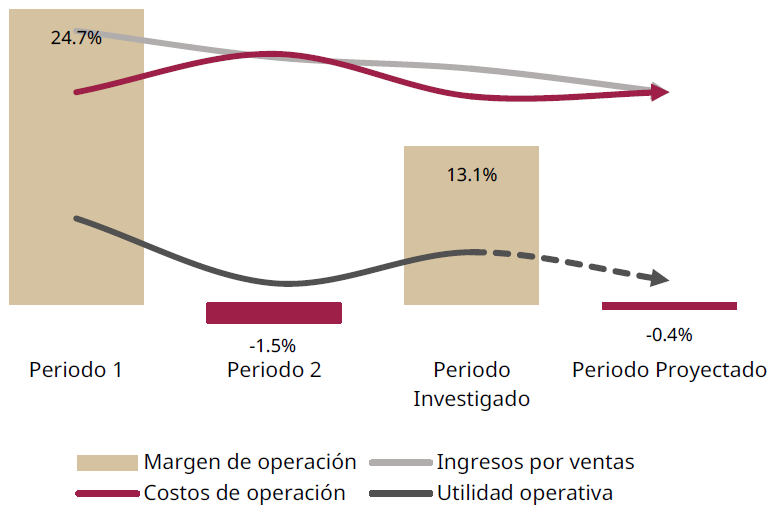 24.7%
13.1%
-1.5%
-0.4%
Periodo 1
Periodo 2
Periodo
Investigado
Periodo Proyectado
Margen de operación
Ingresos por ventas
Costos de operación
Utilidad operativa